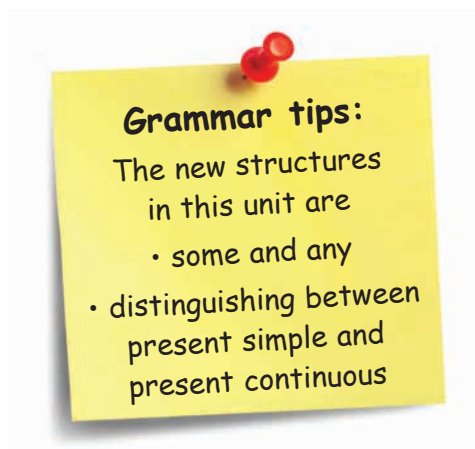 Grammar tips:
The new structures
in this unit are
• some and any
• distinguishing between
present simple and
present continuous